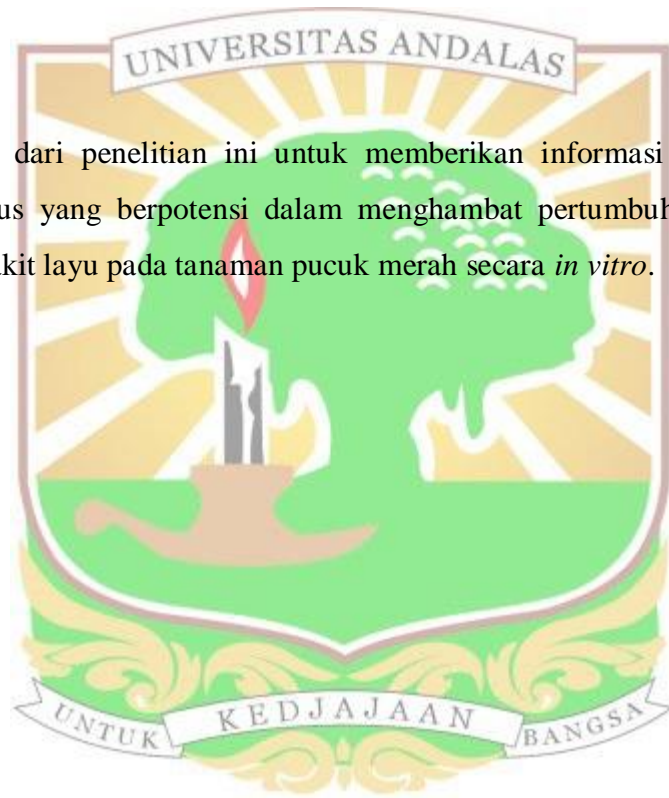 UNIVERSITAS ANDALAS
dari penelitian ini untuk memberikan informasi
us yang berpotensi dalam menghambat pertumbuh
akit layu pada tanaman pucuk merah secara in vitro.
UNTUK KEDJAJAAN BANGSA